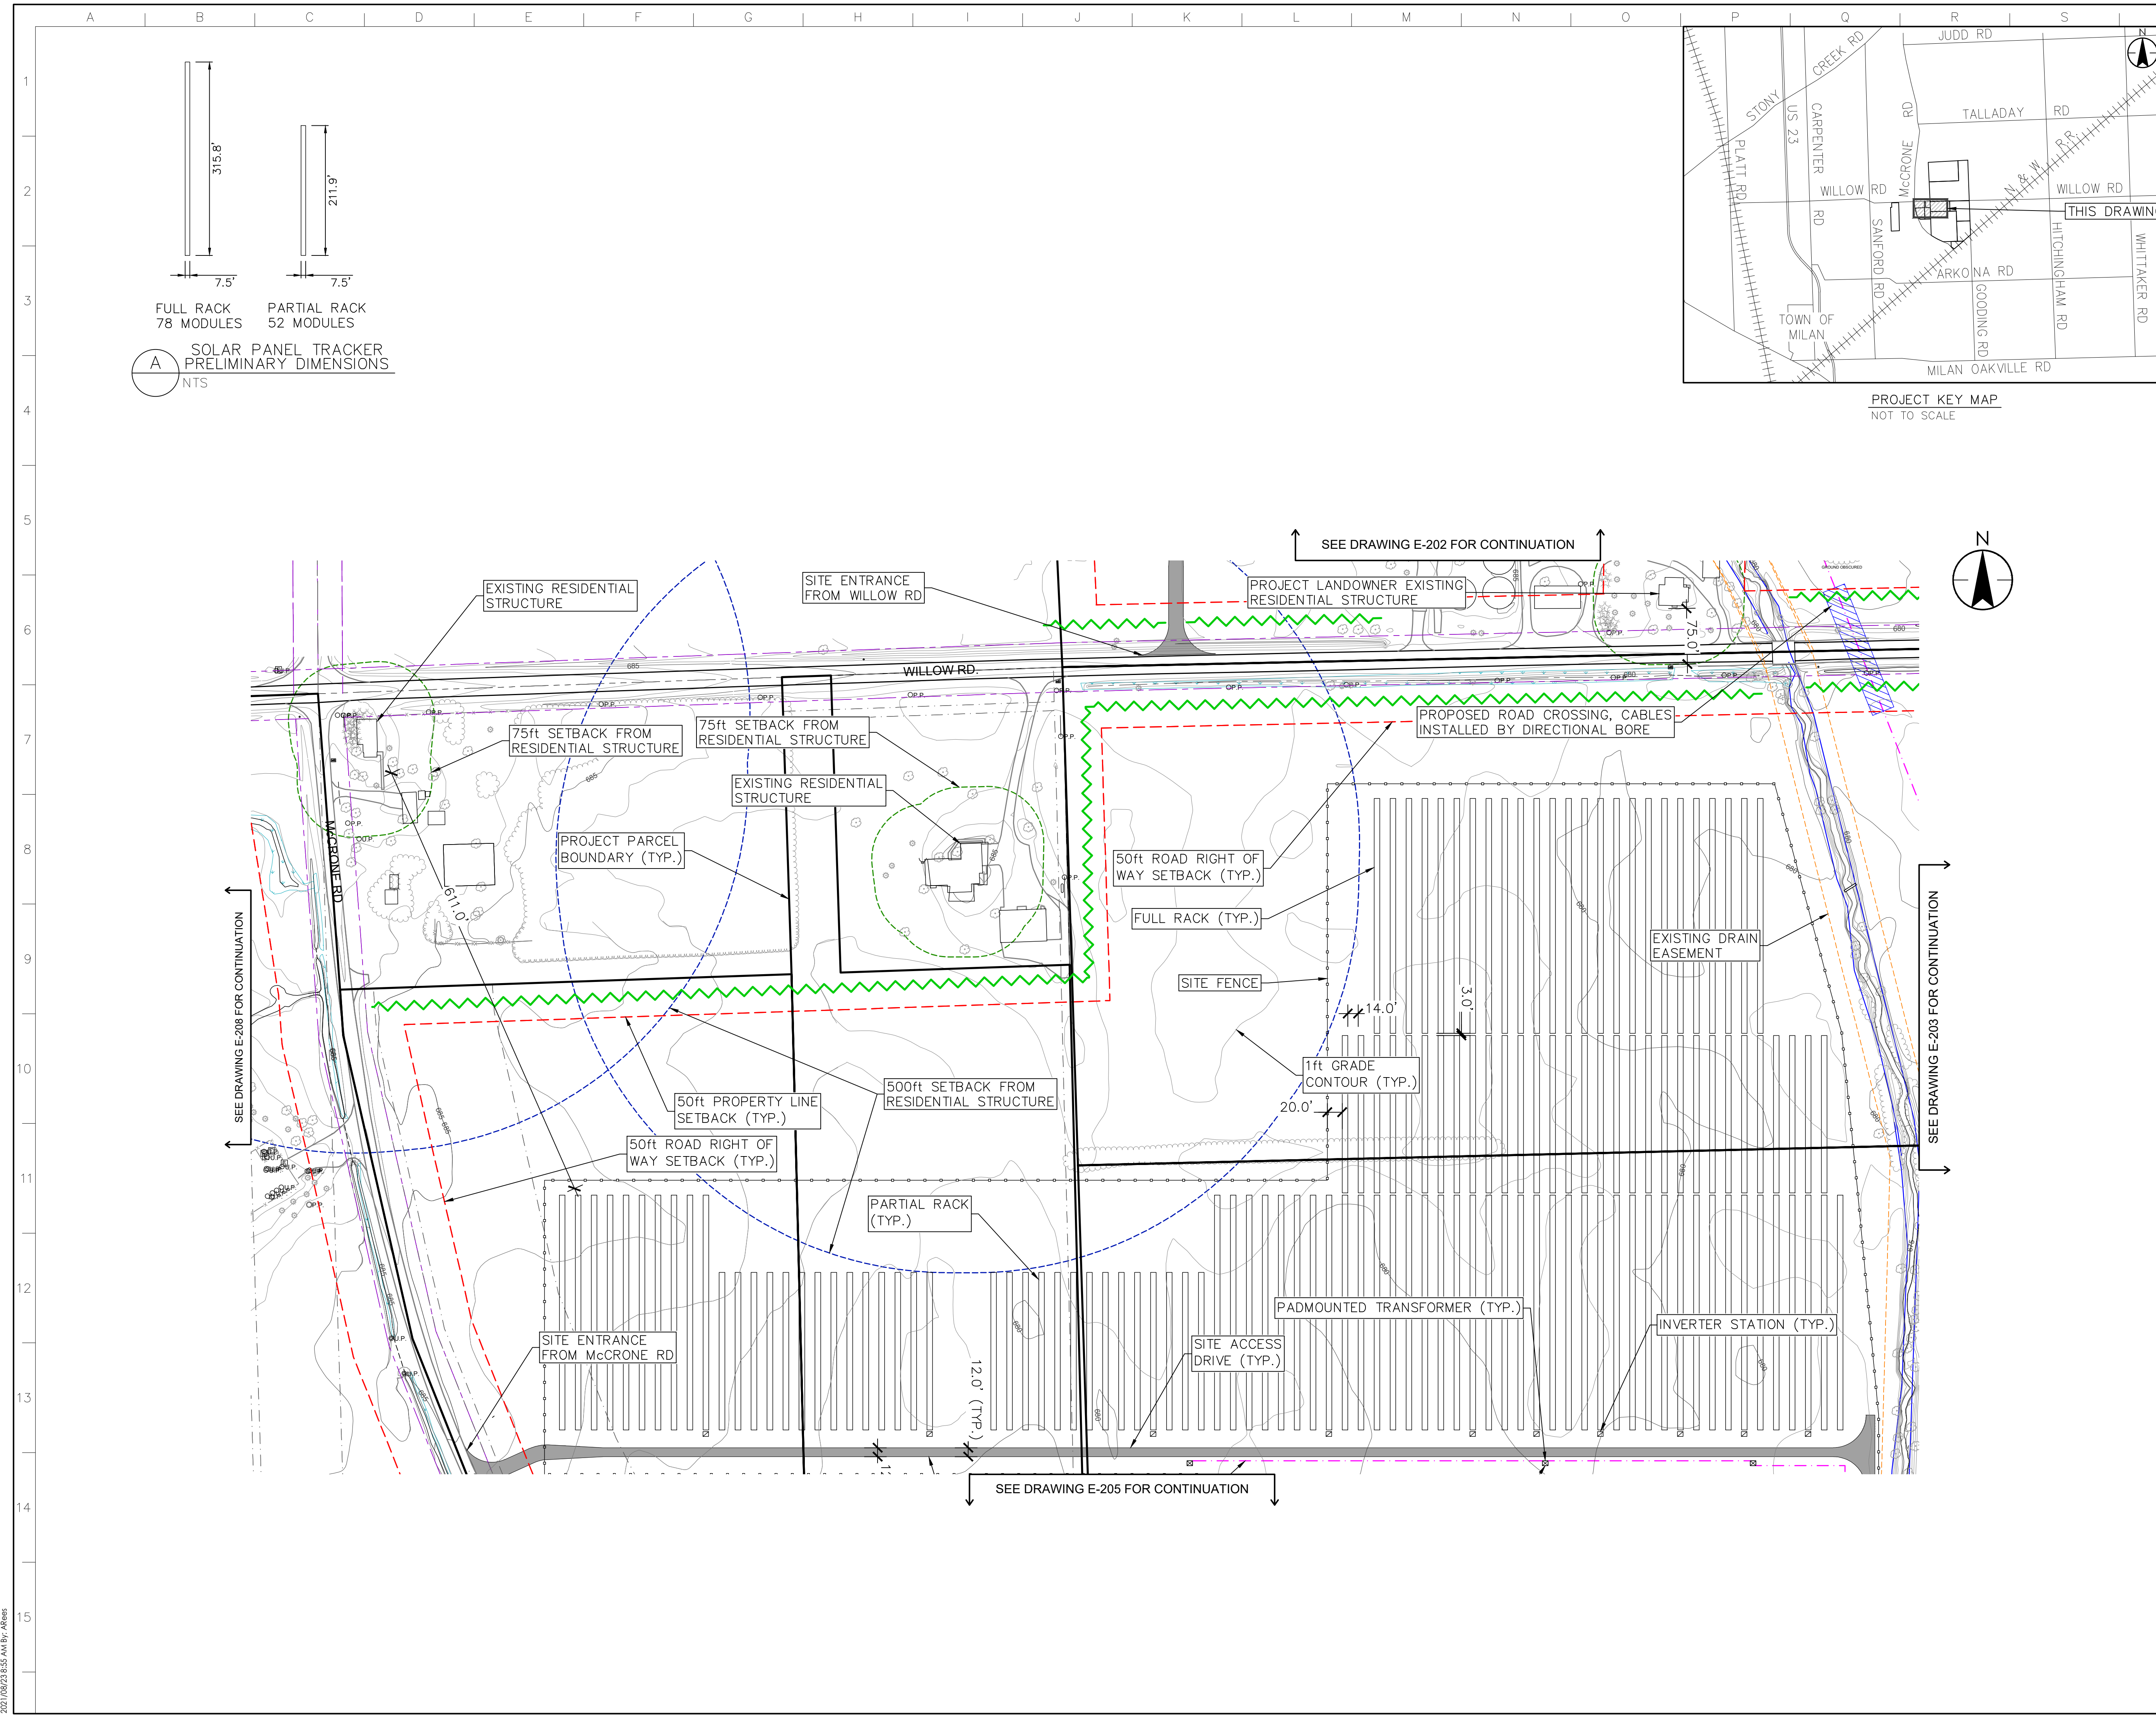 A B C D E F G H I J K L M N O P Q R S
1
2
3
4
5
6
7
8
9
10
11
12
13
14
15
315.8'
211.9'
7.5'
7.5'
FULL RACK
78 MODULES
PARTIAL RACK
52 MODULES
A
SOLAR PANEL TRACKER
PRELIMINARY DIMENSIONS
NTS
JUDD RD
N
STONY CREEK RD
US 23
CARPENTER RD
McCRONE RD
TALLADAY RD
PLATT RD
N & W R.R.
WILLOW RD
WILLOW RD
THIS DRAWING
SANFORD RD
HITCHINGHAM RD
WHITTAKER RD
ARKONA RD
GOODING RD
TOWN OF
MILAN
MILAN OAKVILLE RD
PROJECT KEY MAP
NOT TO SCALE
SEE DRAWING E-202 FOR CONTINUATION
N
GROUND OBSCURED
EXISTING RESIDENTIAL
STRUCTURE
SITE ENTRANCE
FROM WILLOW RD
PROJECT LANDOWNER EXISTING
RESIDENTIAL STRUCTURE
75.0'
WILLOW RD.
75ft SETBACK FROM
RESIDENTIAL STRUCTURE
75ft SETBACK FROM
RESIDENTIAL STRUCTURE
PROPOSED ROAD CROSSING, CABLES
INSTALLED BY DIRECTIONAL BORE
EXISTING RESIDENTIAL
STRUCTURE
McCRONE RD
PROJECT PARCEL
BOUNDARY (TYP.)
50ft ROAD RIGHT OF
WAY SETBACK (TYP.)
611.0'
FULL RACK (TYP.)
EXISTING DRAIN
EASEMENT
SITE FENCE
SEE DRAWING E-208 FOR CONTINUATION
SEE DRAWING E-203 FOR CONTINUATION
14.0'
3.0'
1ft GRADE
CONTOUR (TYP.)
500ft SETBACK FROM
RESIDENTIAL STRUCTURE
50ft PROPERTY LINE
SETBACK (TYP.)
20.0'
50ft ROAD RIGHT OF
WAY SETBACK (TYP.)
PARTIAL RACK
(TYP.)
PADMOUNTED TRANSFORMER (TYP.)
INVERTER STATION (TYP.)
SITE ENTRANCE
FROM McCRONE RD
SITE ACCESS
DRIVE (TYP.)
12.0' (TYP.)
SEE DRAWING E-205 FOR CONTINUATION
2021/08/23 8:55 AM By: ARees